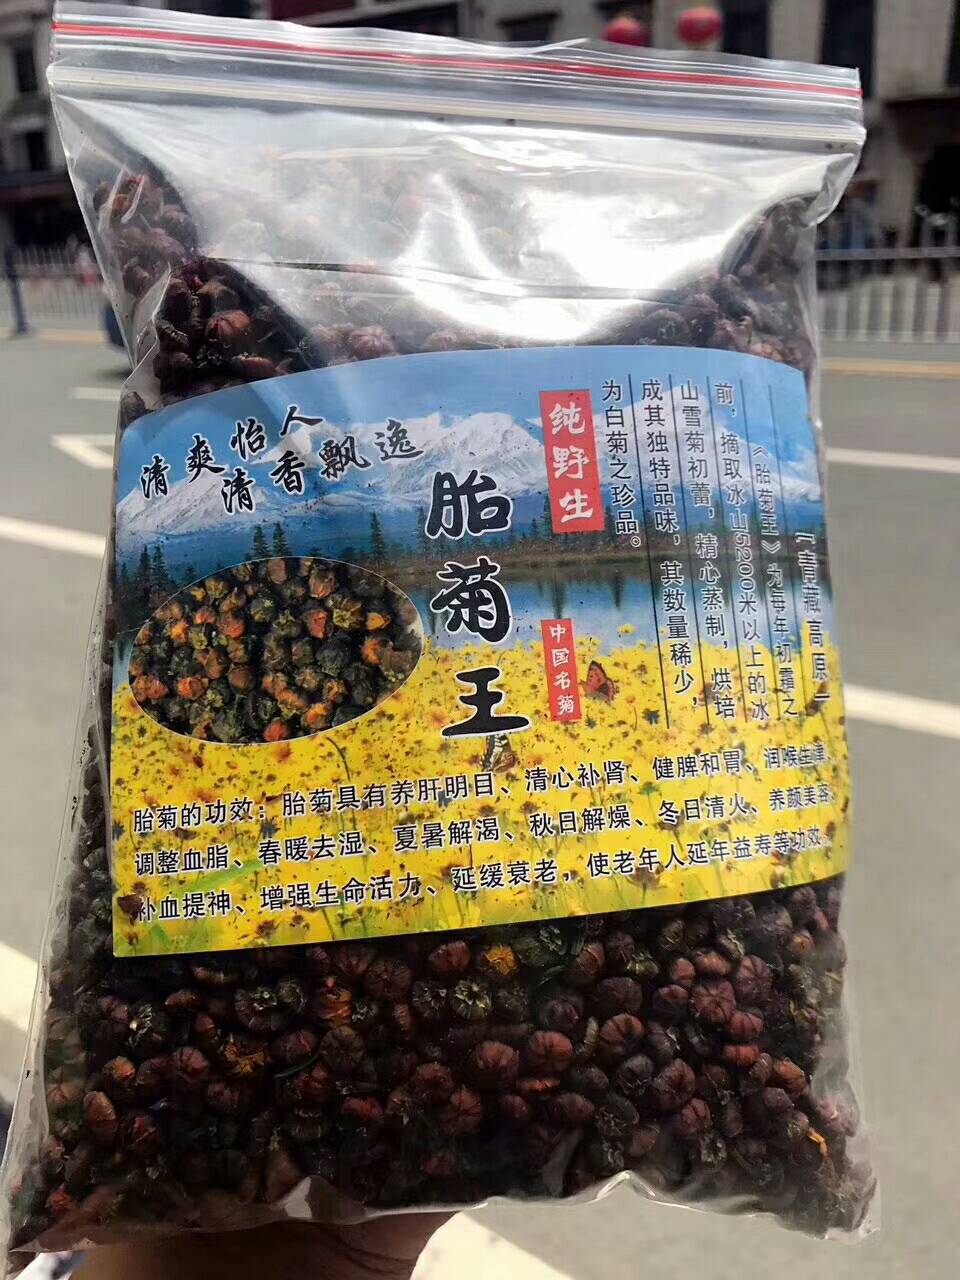 清爽怡人
清香飘逸
胎菊王
纯野生
中国名菊
【青藏高原】
《胎菊王》为每年初霜之
前，摘取冰山5200米以上的冰
山雪菊初蕾，精心蒸制，烘培
成其独特品味，其数量稀少，
为白菊之珍品。
胎菊的功效：胎菊具有养肝明目、清心补肾、健脾和胃、润喉生津、
调整血脂、春暖去湿、夏暑解渴、秋日解燥、冬日清火、养颜美容、
补血提神、增强生命活力、延缓衰老，使老年人延年益寿等功效。